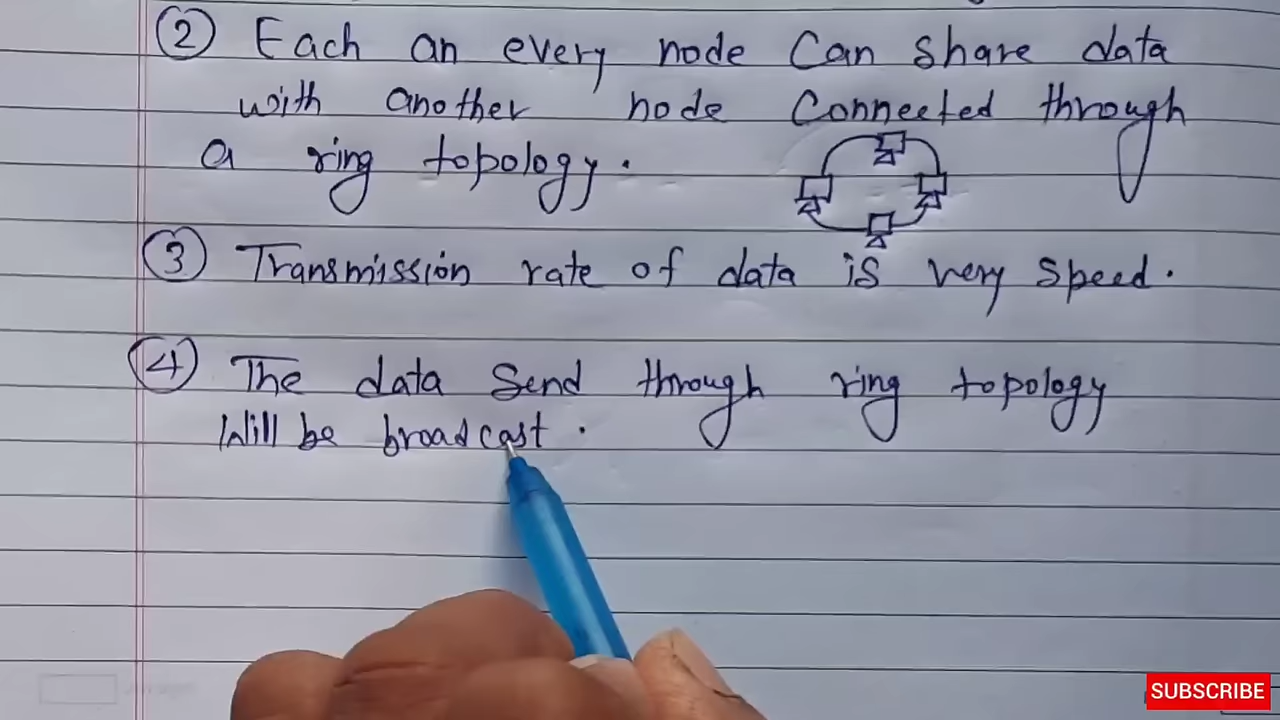 ② Each an every node Can share data
with another node Connected through
a ring topology.
③ Transmission rate of data is very speed.
④ The data Send through ring topology
Will be broadcast.
SUBSCRIBE